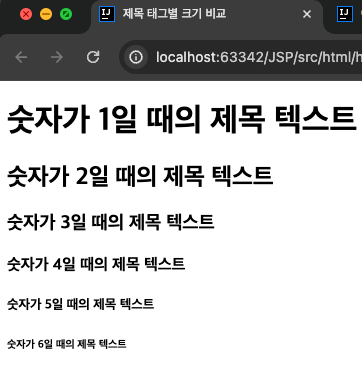 제목 태그별 크기 비교
localhost:63342/JSP/src/html/h
숫자가 1일 때의 제목 텍스트
숫자가 2일 때의 제목 텍스트
숫자가 3일 때의 제목 텍스트
숫자가 4일 때의 제목 텍스트
숫자가 5일 때의 제목 텍스트
숫자가 6일 때의 제목 텍스트